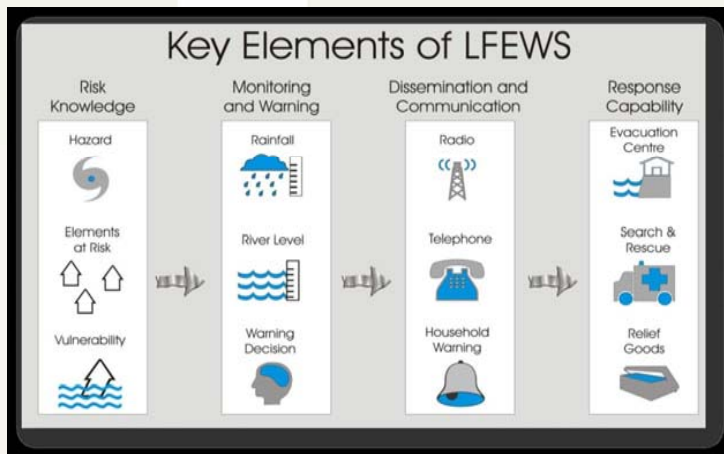 Key Elements of LFEWS
Risk
Knowledge
Hazard
Elements
at Risk
Vulnerability
Monitoring
and Warning
Rainfall
River Level
Warning
Decision
Dissemination and
Communication
Radio
Telephone
Household
Warning
Response
Capability
Evacuation
Centre
Search &
Rescue
Relief
Goods